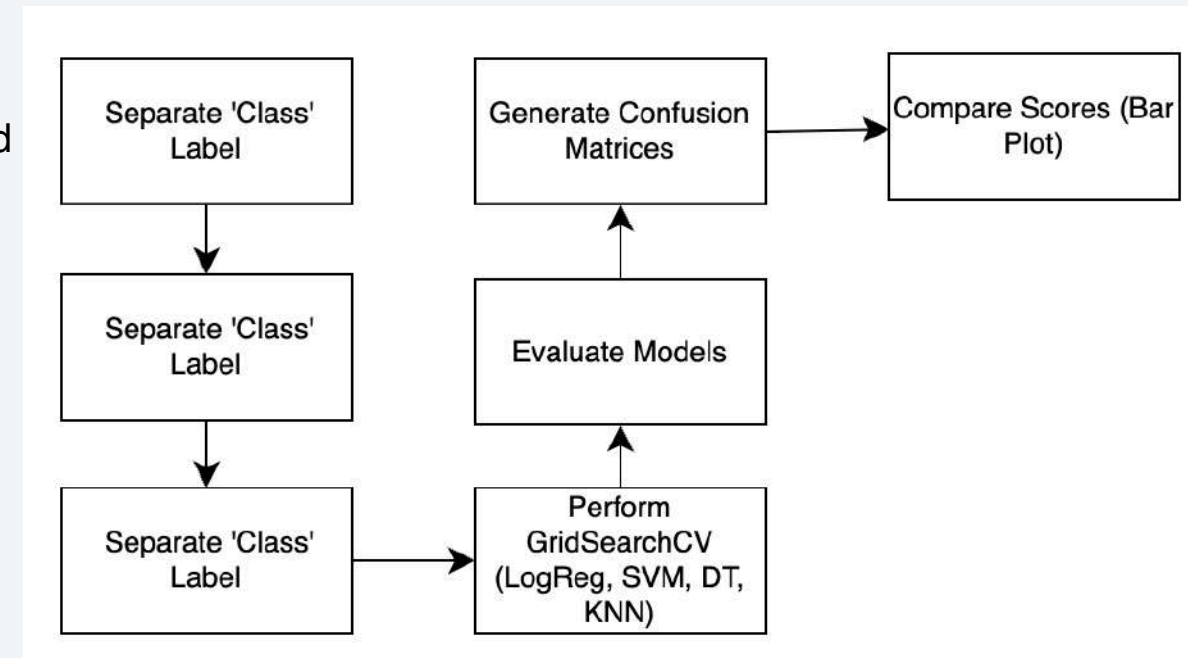 d
Separate 'Class'
Label
Separate 'Class'
Label
Separate 'Class'
Label
Perform
GridSearchCV
(LogReg, SVM, DT,
KNN)
Evaluate Models
Generate Confusion
Matrices
Compare Scores (Bar
Plot)